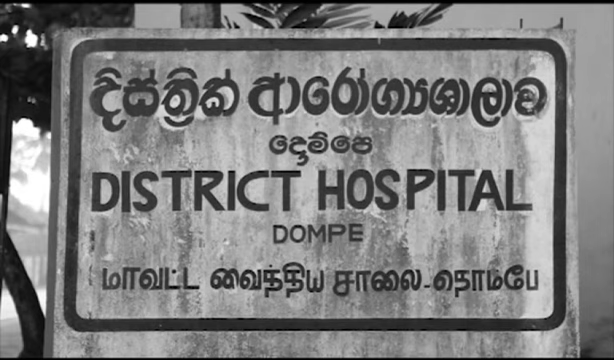 දිස්ත්‍රික් ආරෝග්‍යශාලාව
දොම්පෙ
DISTRICT HOSPITAL
DOMPE
மாவட்ட வைத்திய சாலை-தொம்பே